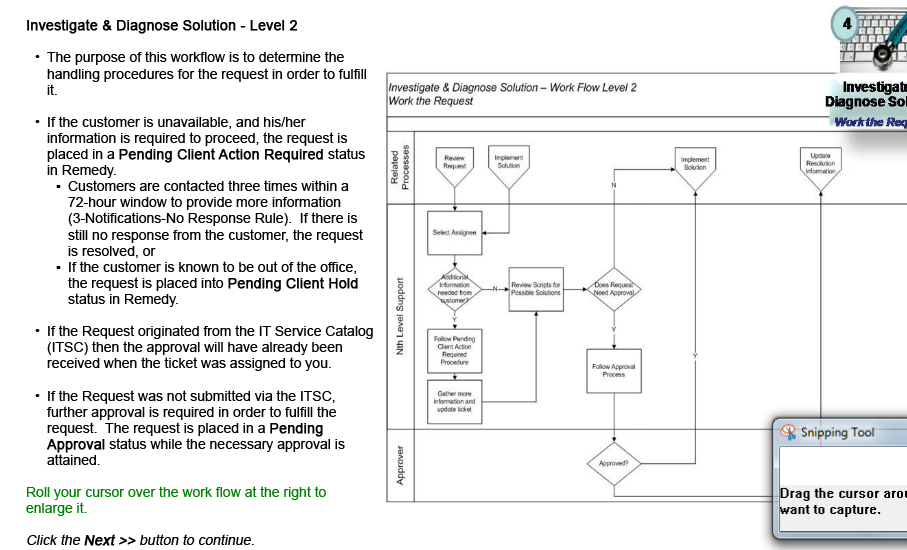 Investigate & Diagnose Solution - Level 2
• The purpose of this workflow is to determine the
handling procedures for the request in order to fulfill
it.
• If the customer is unavailable, and his/her
information is required to proceed, the request is
placed in a Pending Client Action Required status
in Remedy.
▪ Customers are contacted three times within a
72-hour window to provide more information
(3-Notifications-No Response Rule). If there is
still no response from the customer, the request
is resolved, or
▪ If the customer is known to be out of the office,
the request is placed into Pending Client Hold
status in Remedy.
• If the Request originated from the IT Service Catalog
(ITSC) then the approval will have already been
received when the ticket was assigned to you.
• If the Request was not submitted via the ITSC,
further approval is required in order to fulfill the
request. The request is placed in a Pending
Approval status while the necessary approval is
attained.
Roll your cursor over the work flow at the right to
enlarge it.
Click the Next >> button to continue.
4
Investigat
Diagnose Sol
Work the Req
Investigate & Diagnose Solution – Work Flow Level 2
Work the Request
Related
Processes
Review
Request
Implement
Solution
Implement
Solution
Update
Resolution
Information
N
Nth Level Support
Select Assignee
Additional
Information
needed from
customer?
N
Review Scripts for
Possible Solutions
Does Request
Need Approval
Y
Y
Follow Pending
Client Action
Required
Procedure
Gather more
information and
update ticket
Follow Approval
Process
Y
Approver
Approved?
Snipping Tool
Drag the cursor arou
want to capture.